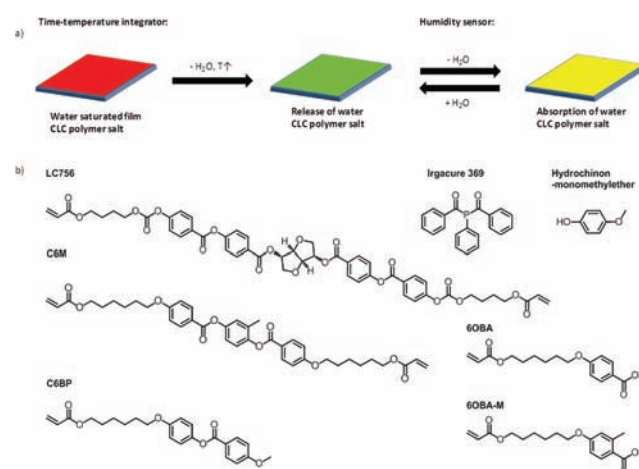 Time-temperature integrator:
Humidity sensor:
a)
- H₂O, T↑
- H₂O
+ H₂O
Water saturated film
CLC polymer salt
Release of water
CLC polymer salt
Absorption of water
CLC polymer salt
b)
LC756
Irgacure 369
Hydrochinon
-monomethylether
C6M
6OBA
C6BP
6OBA-M